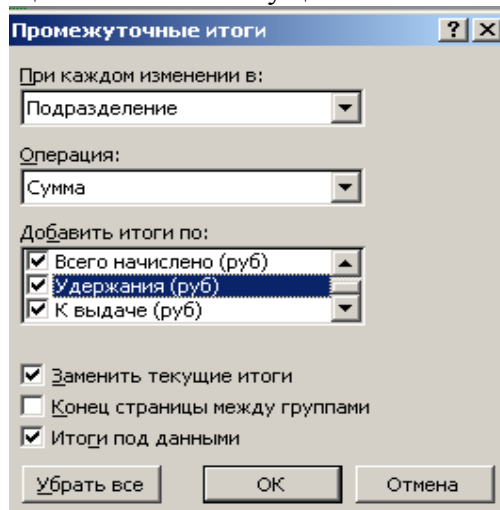 Промежуточные итоги
При каждом изменении в:
Подразделение
Операция:
Сумма
Добавить итоги по:
Всего начислено (руб)
Удержания (руб)
К выдаче (руб)
Заменить текущие итоги
Конец страницы между группами
Итоги под данными
Убрать все ОК Отмена